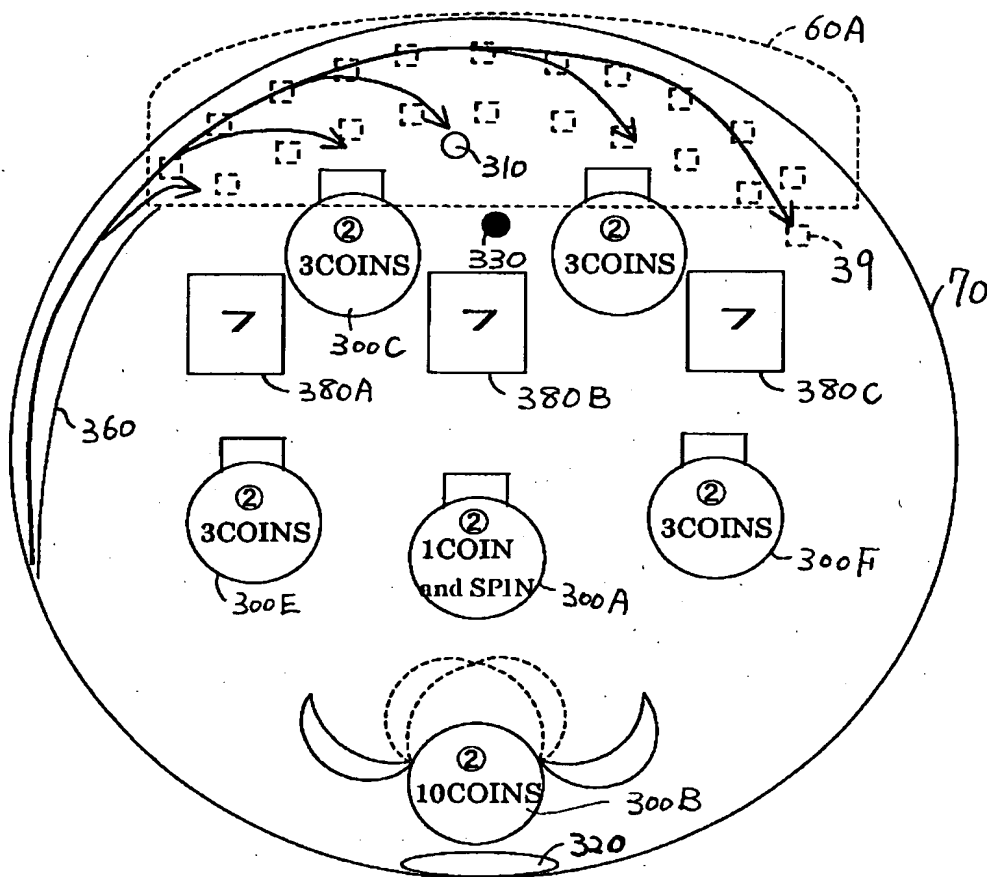 60A
310
②
3COINS
330
②
3COINS
39
70
7
7
7
300C
380A
380B
380C
360
②
3COINS
②
1COIN
and SPIN
②
3COINS
300E
300A
300F
②
10COINS
300B
320